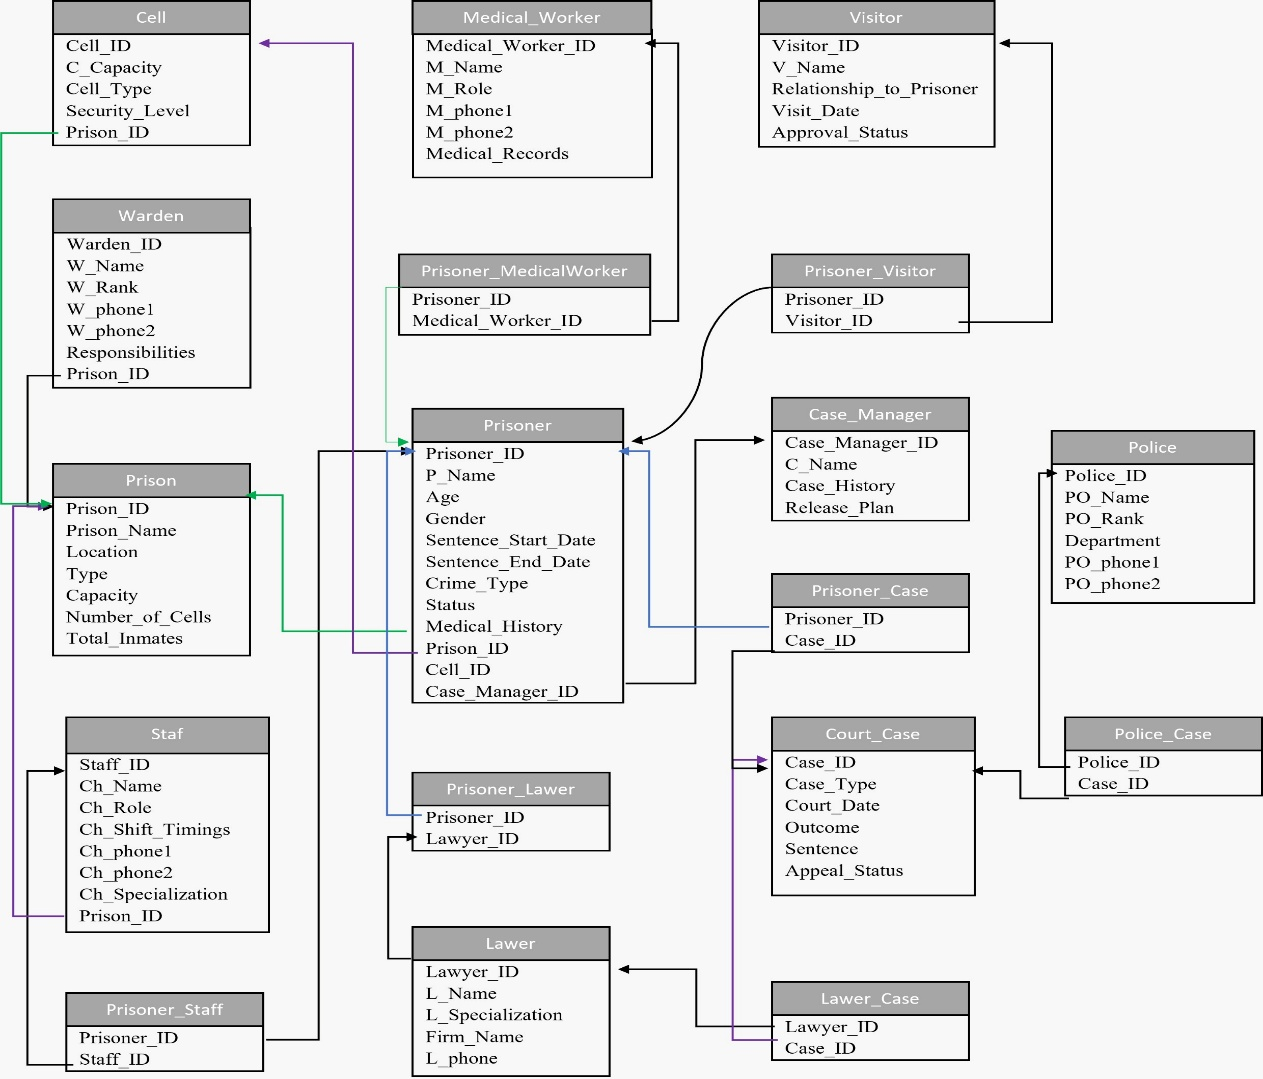 Cell
Cell_ID
C_Capacity
Cell_Type
Security_Level
Prison_ID
Medical_Worker
Medical_Worker_ID
M_Name
M_Role
M_phone1
M_phone2
Medical_Records
Visitor
Visitor_ID
V_Name
Relationship_to_Prisoner
Visit_Date
Approval_Status
Warden
Warden_ID
W_Name
W_Rank
W_phone1
W_phone2
Responsibilities
Prison_ID
Prisoner_MedicalWorker
Prisoner_ID
Medical_Worker_ID
Prisoner_Visitor
Prisoner_ID
Visitor_ID
Prison
Prison_ID
Prison_Name
Location
Type
Capacity
Number_of_Cells
Total_Inmates
Prisoner
Prisoner_ID
P_Name
Age
Gender
Sentence_Start_Date
Sentence_End_Date
Crime_Type
Status
Medical_History
Prison_ID
Cell_ID
Case_Manager_ID
Case_Manager
Case_Manager_ID
C_Name
Case_History
Release_Plan
Police
Police_ID
PO_Name
PO_Rank
Department
PO_phone1
PO_phone2
Prisoner_Case
Prisoner_ID
Case_ID
Staf
Staff_ID
Ch_Name
Ch_Role
Ch_Shift_Timings
Ch_phone1
Ch_phone2
Ch_Specialization
Prison_ID
Prisoner_Lawer
Prisoner_ID
Lawyer_ID
Court_Case
Case_ID
Case_Type
Court_Date
Outcome
Sentence
Appeal_Status
Police_Case
Police_ID
Case_ID
Prisoner_Staff
Prisoner_ID
Staff_ID
Lawer
Lawyer_ID
L_Name
L_Specialization
Firm_Name
L_phone
Lawer_Case
Lawyer_ID
Case_ID